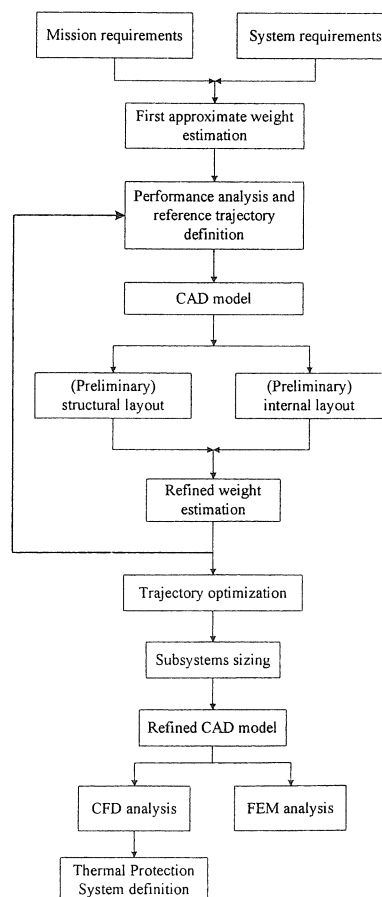 Mission requirements
System requirements
First approximate weight
estimation
Performance analysis and
reference trajectory
definition
CAD model
(Preliminary)
structural layout
(Preliminary)
internal layout
Refined weight
estimation
Trajectory optimization
Subsystems sizing
Refined CAD model
CFD analysis
FEM analysis
Thermal Protection
System definition